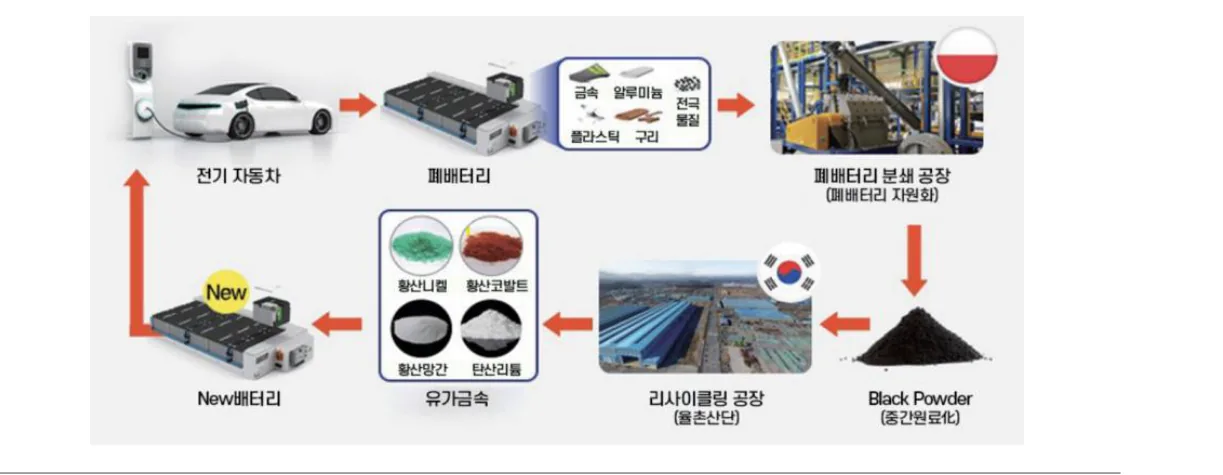 금속
알루미늄
전극
물질
플라스틱
구리
전기 자동차
폐배터리
폐배터리 분쇄 공장
(폐배터리 자원화)
황산니켈
황산코발트
New
황산망간
탄산리튬
New배터리
유가금속
리사이클링 공장
(율촌산단)
Black Powder
(중간원료化)